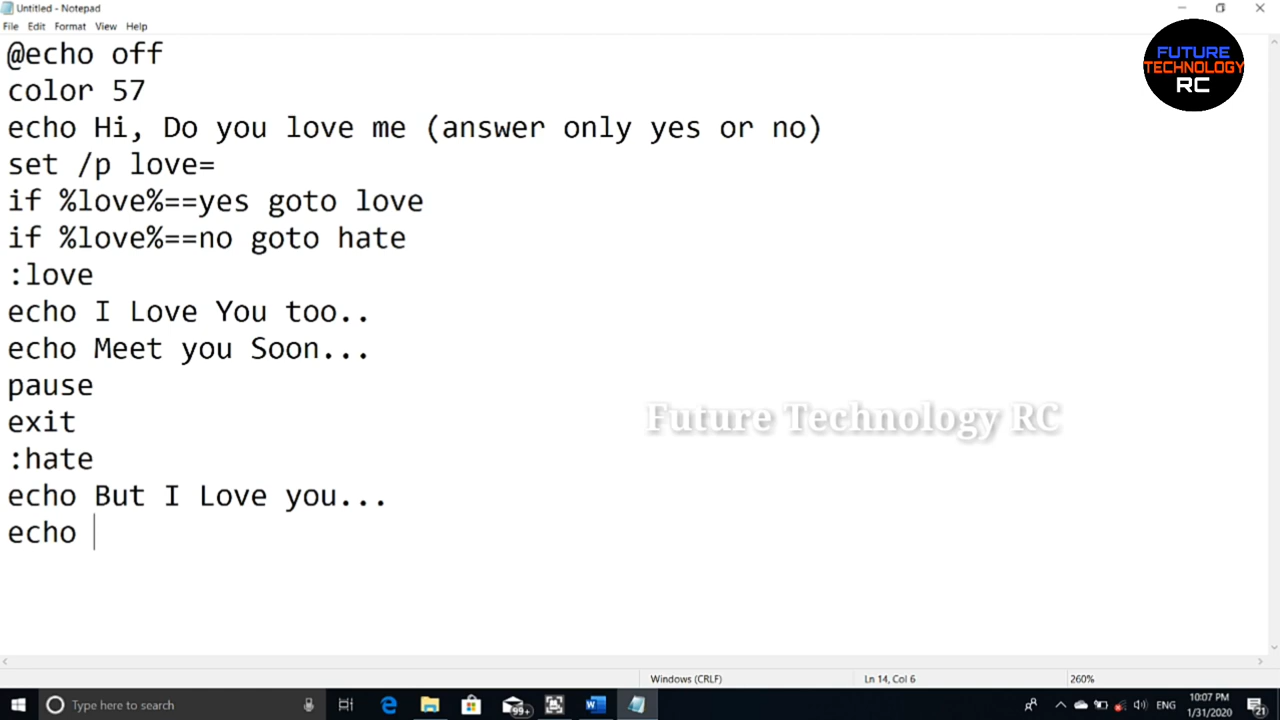 Untitled - Notepad
File Edit Format View Help
@echo off
color 57
echo Hi, Do you love me (answer only yes or no)
set /p love=
if %love%==yes goto love
if %love%==no goto hate
:love
echo I Love You too..
echo Meet you Soon...
pause
exit
:hate
echo But I Love you...
echo
FUTURE
TECHNOLOGY
RC
Future Technology RC
Windows (CRLF) Ln 14, Col 6 260%
Type here to search
99+
ENG
10:07 PM
1/31/2020
21